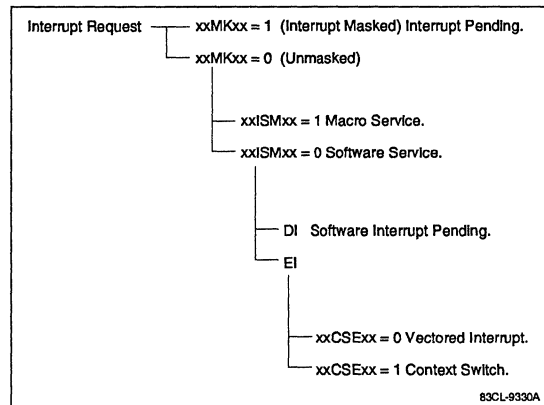 Interrupt Request xxMKxx = 1 (Interrupt Masked) Interrupt Pending.
xxMKxx = 0 (Unmasked)
xxISMxx = 1 Macro Service.
xxISMxx = 0 Software Service.
DI Software Interrupt Pending.
EI
xxCSExx = 0 Vectored Interrupt.
xxCSExx = 1 Context Switch.
83CL-9330A